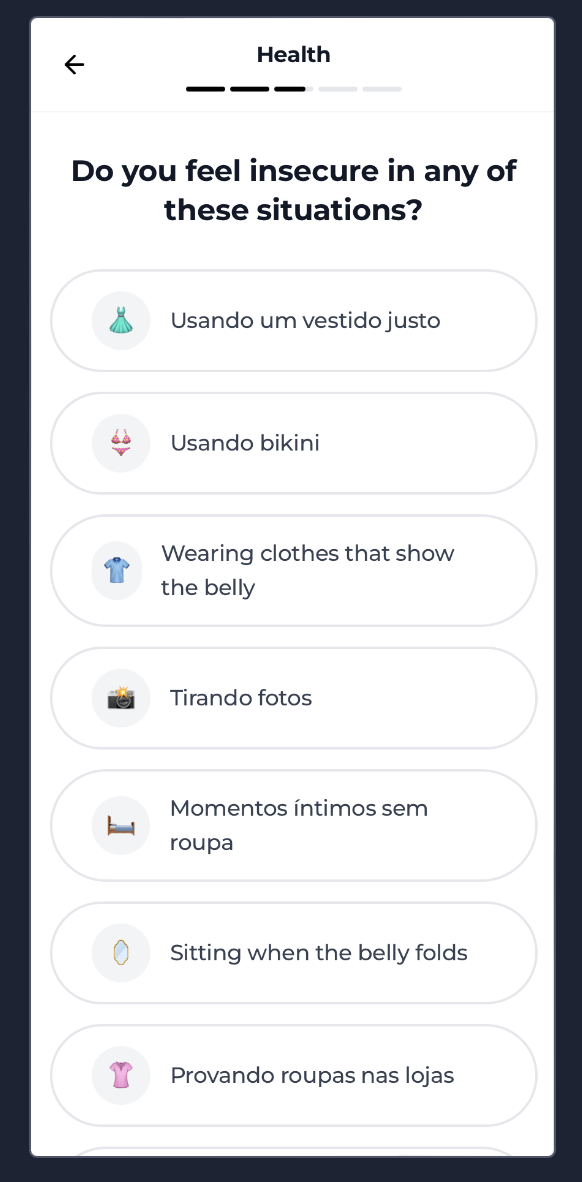 Health
Do you feel insecure in any of
these situations?
Usando um vestido justo
Usando bikini
Wearing clothes that show
the belly
Tirando fotos
Momentos íntimos sem
roupa
Sitting when the belly folds
Provando roupas nas lojas